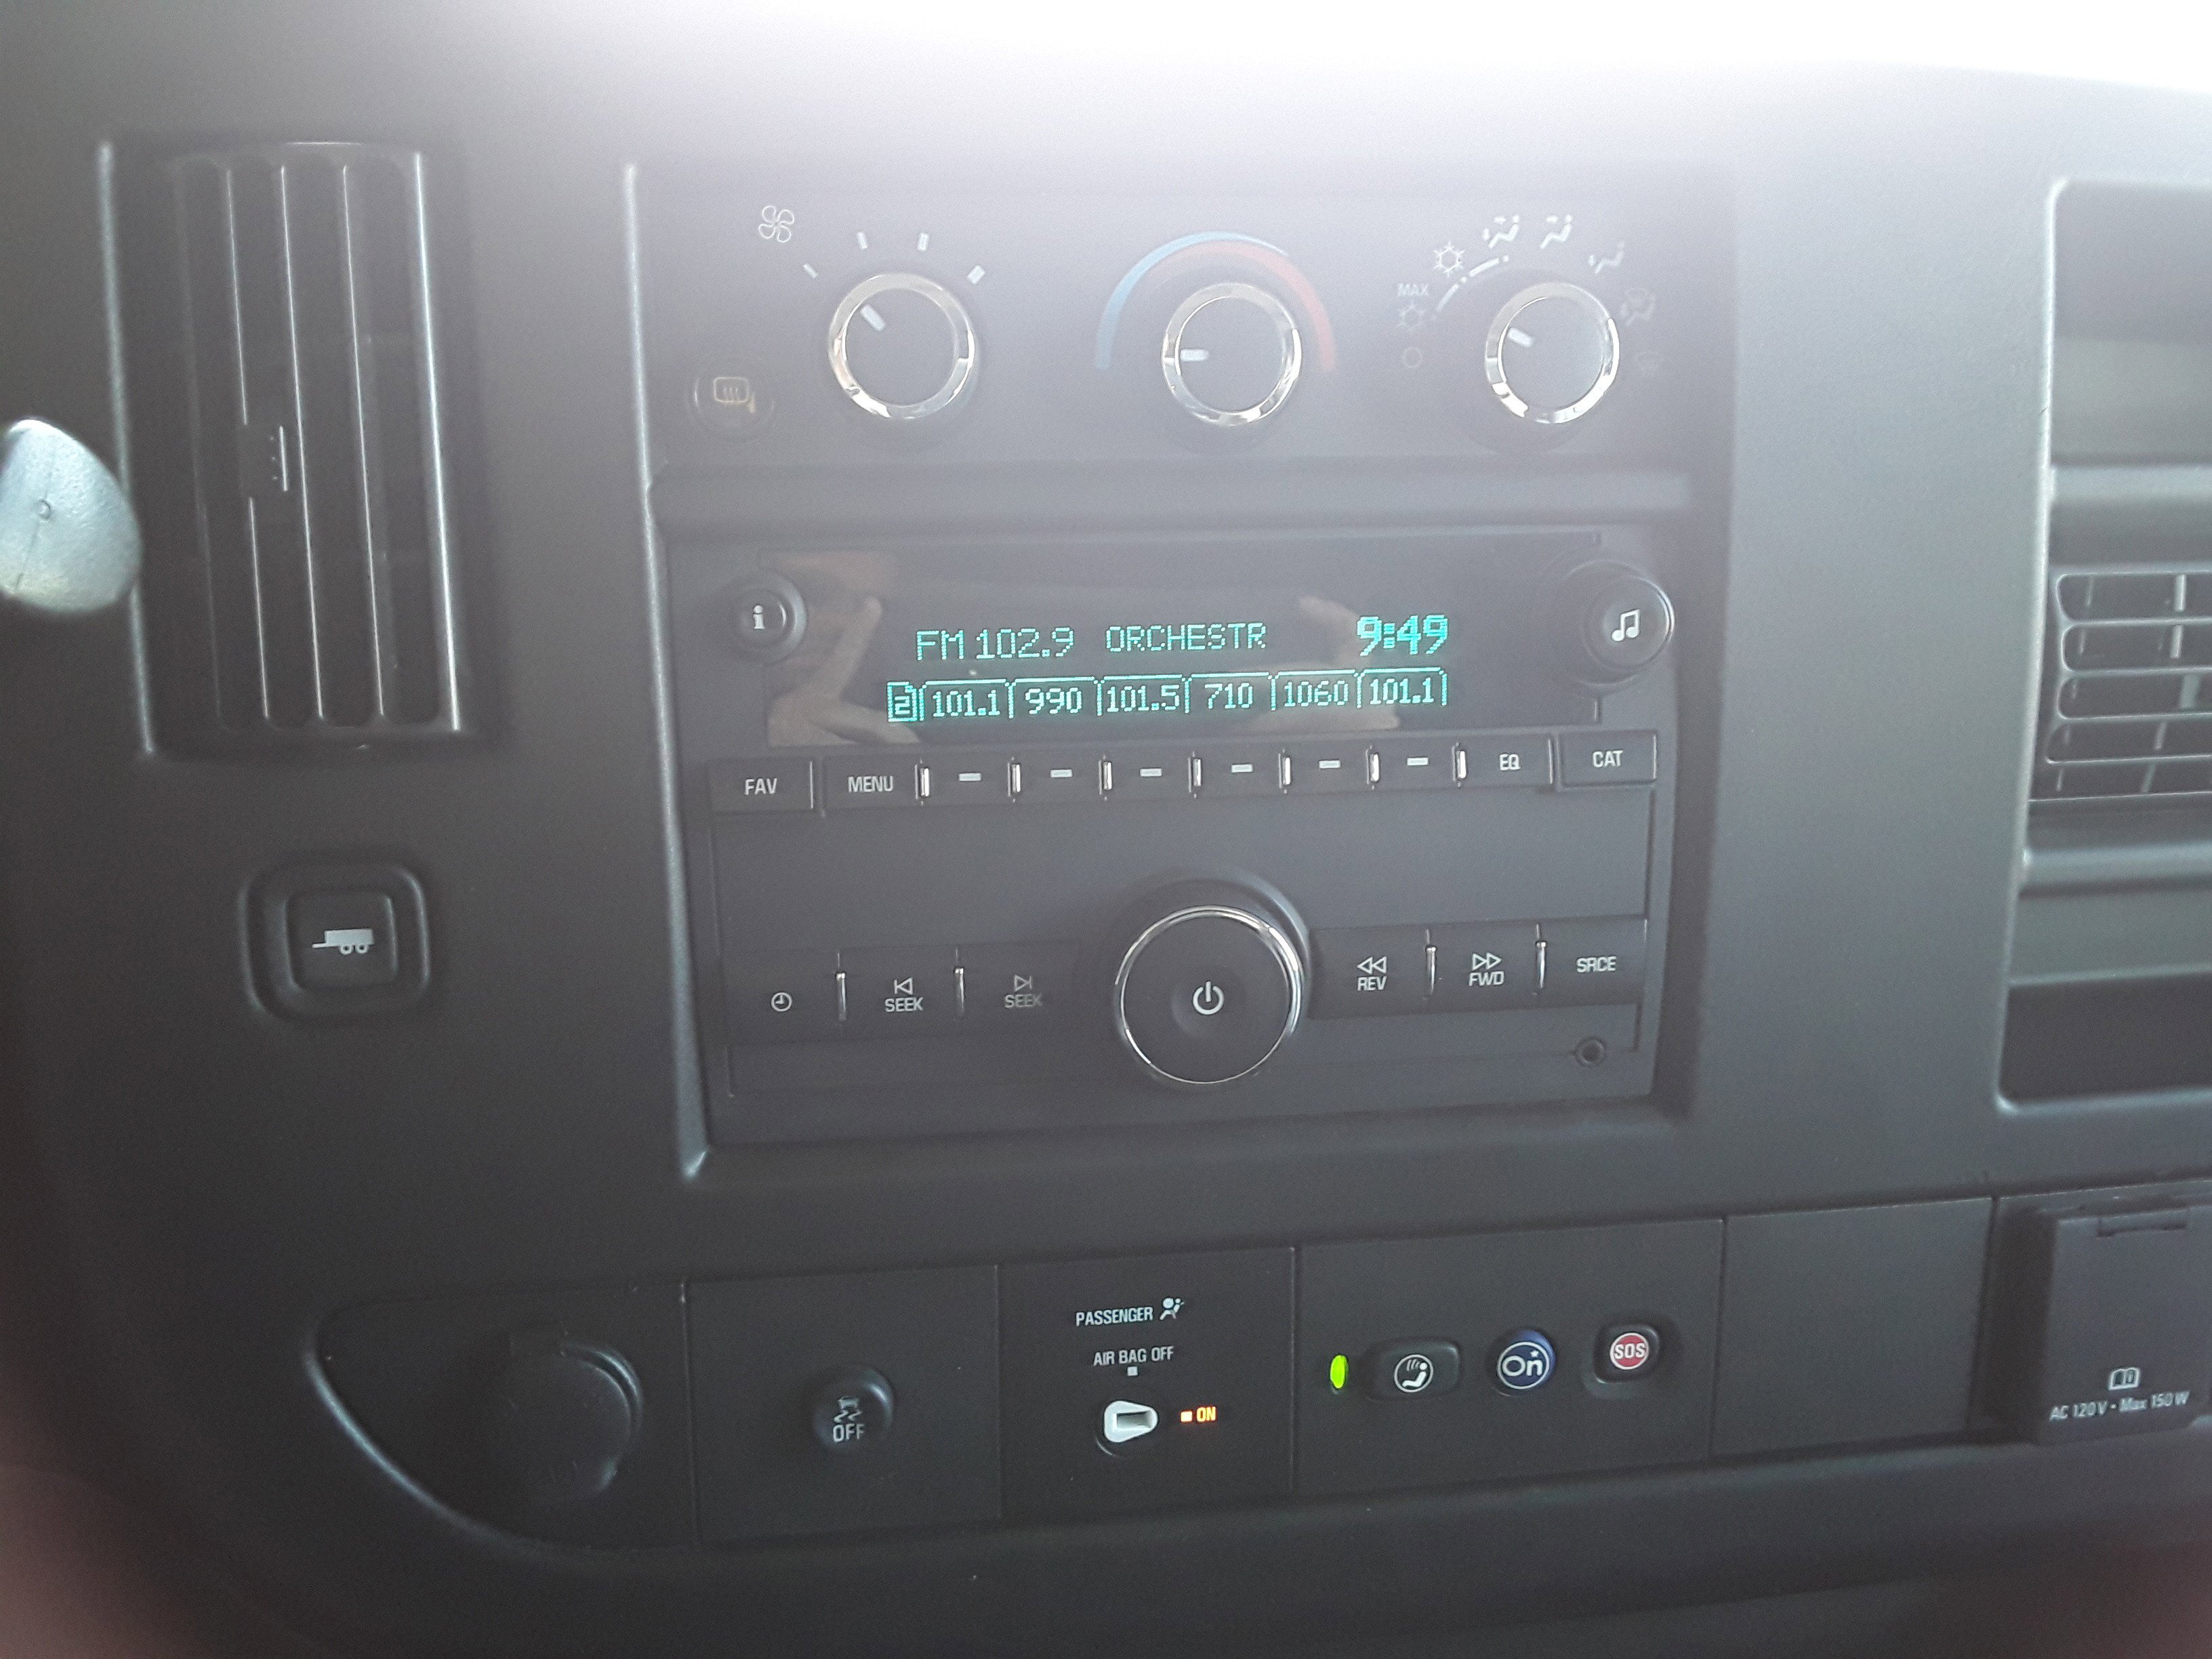 MAX
FM 102.9 ORCHESTR 9:49
2 101.1 990 101.5 710 1060 101.1
FAV MENU EQ CAT
SEEK SEEK REV FWD SRCE
PASSENGER
AIR BAG OFF
ON
OFF
On
SOS
AC 120V • Max 150W